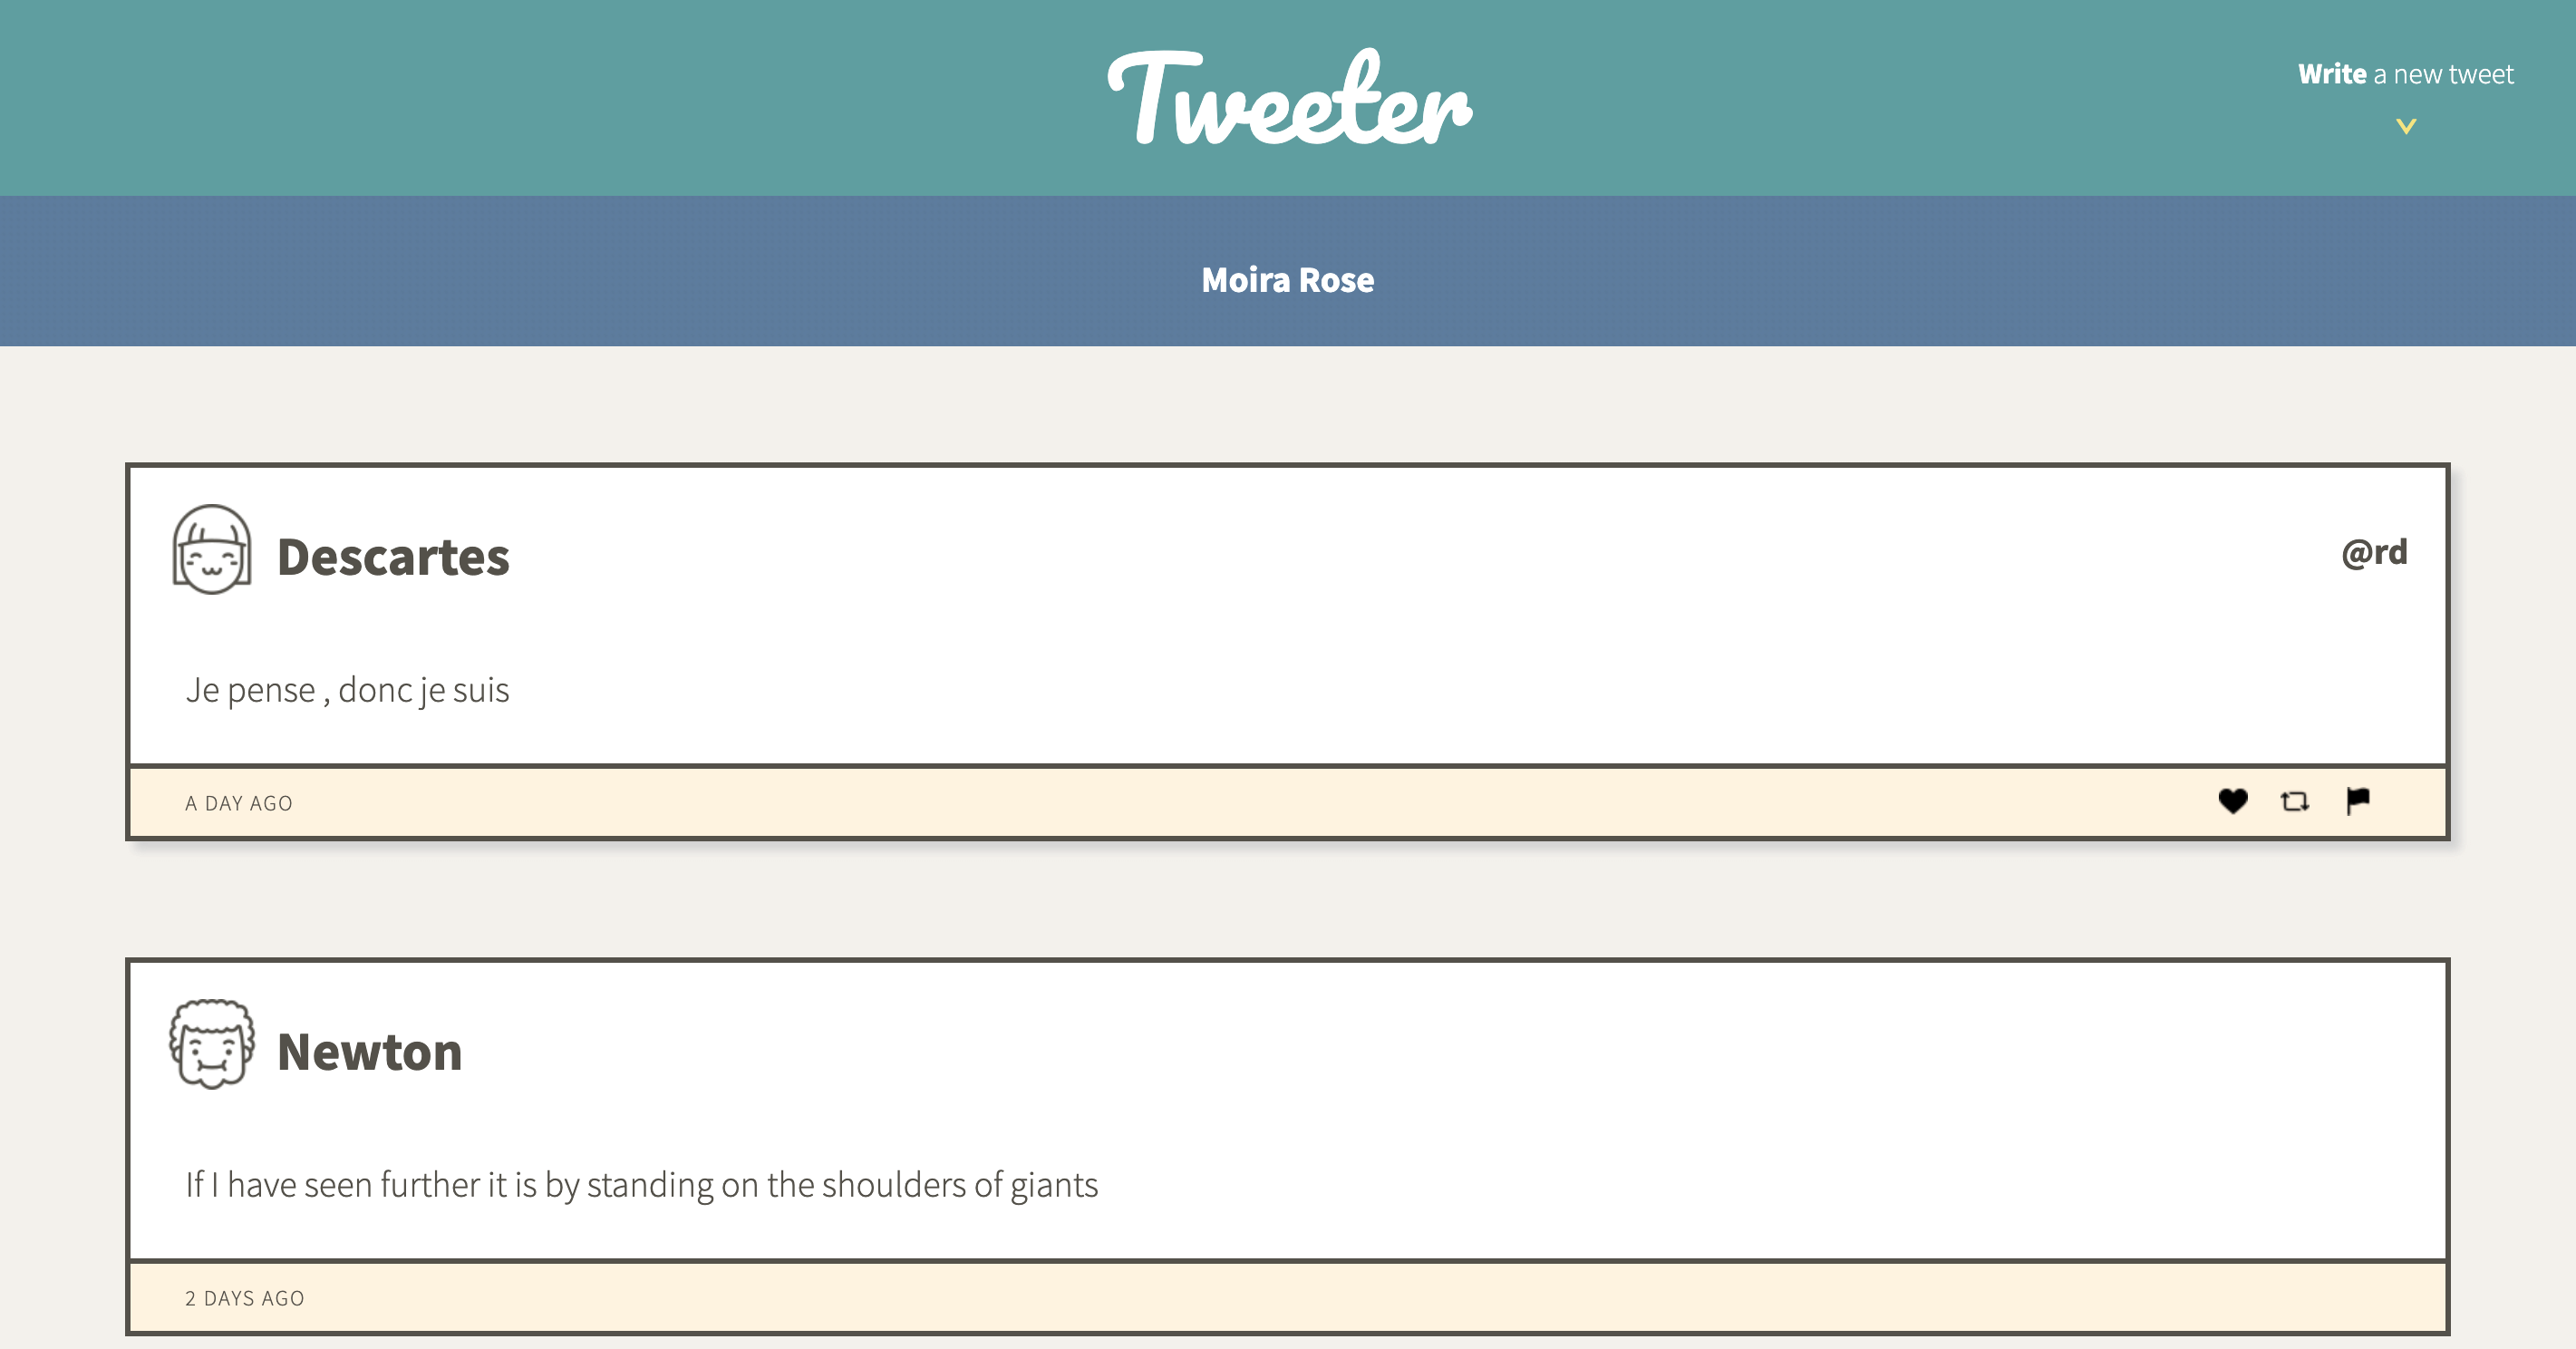 Tweeter
Write a new tweet
Moira Rose
Descartes
@rd
Je pense , donc je suis
A DAY AGO
Newton
If I have seen further it is by standing on the shoulders of giants
2 DAYS AGO